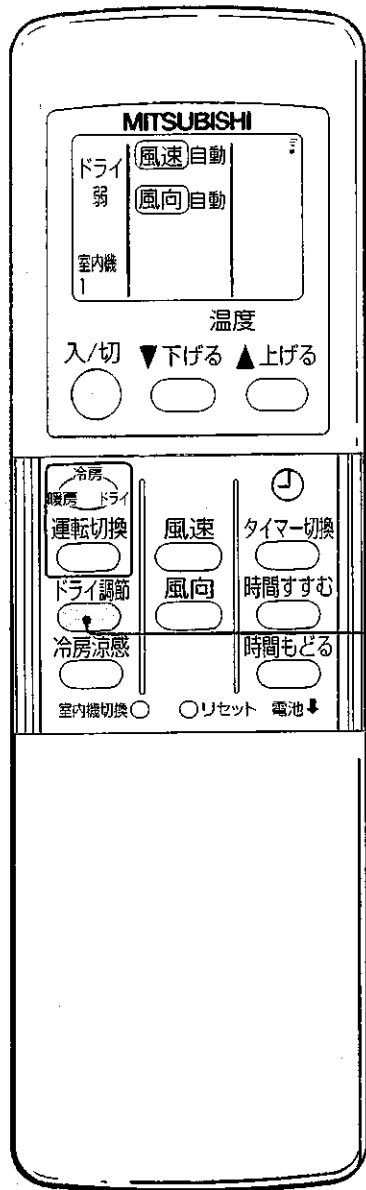 MITSUBISHI
ドライ 風速 自動
弱 風向 自動
室内機
1
温度
入/切 ▼下げる ▲上げる
冷房
暖房 ドライ
運転切換 風速 タイマー切換
ドライ調節 風向 時間すすむ
冷房涼感 時間もどる
室内機切換 リセット 電池⬇